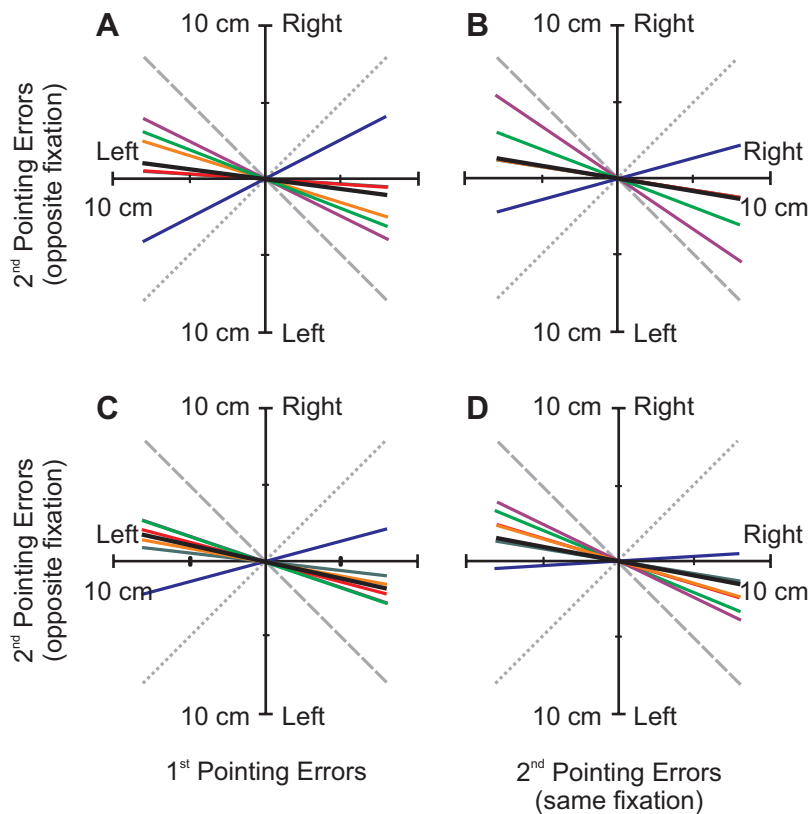 A
10 cm
Right
2nd Pointing Errors
(opposite fixation)
Left
10 cm
10 cm
Left
B
10 cm
Right
Right
10 cm
10 cm
Left
C
10 cm
Right
2nd Pointing Errors
(opposite fixation)
Left
10 cm
10 cm
Left
1st Pointing Errors
D
10 cm
Right
Right
10 cm
10 cm
Left
2nd Pointing Errors
(same fixation)